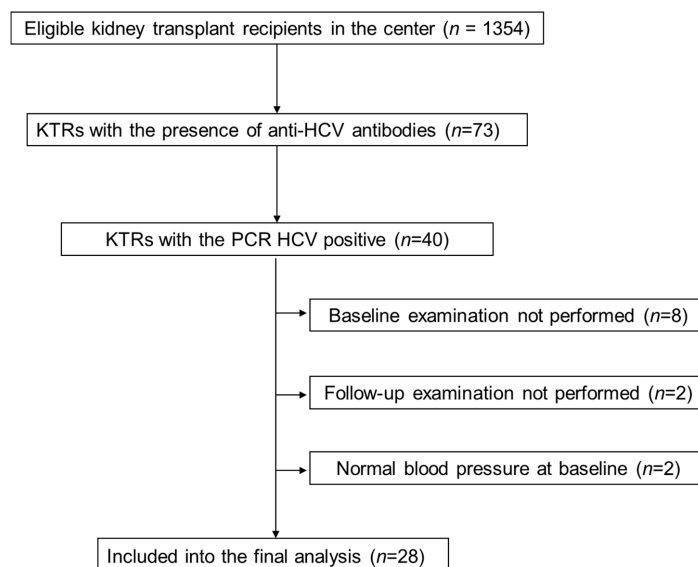 Eligible kidney transplant recipients in the center (n = 1354)
KTRs with the presence of anti-HCV antibodies (n=73)
KTRs with the PCR HCV positive (n=40)
Baseline examination not performed (n=8)
Follow-up examination not performed (n=2)
Normal blood pressure at baseline (n=2)
Included into the final analysis (n=28)